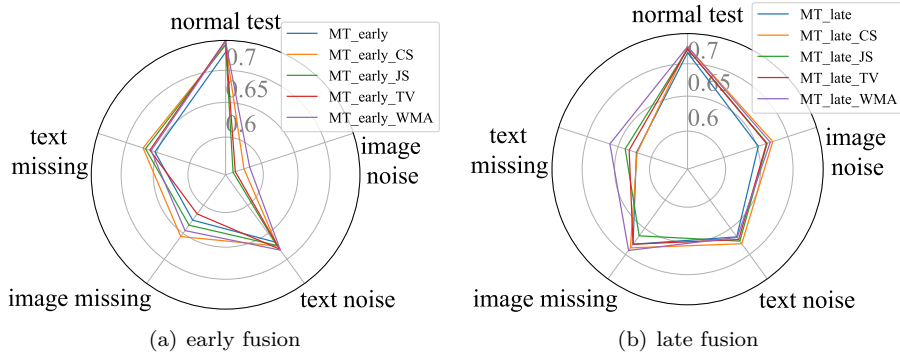 normal test
0.7
0.65
0.6
MT_early
MT_early_CS
MT_early_JS
MT_early_TV
MT_early_WMA
text
missing
image
noise
image missing
text noise
(a) early fusion
normal test
0.7
0.65
0.6
MT_late
MT_late_CS
MT_late_JS
MT_late_TV
MT_late_WMA
text
missing
image
noise
image missing
text noise
(b) late fusion